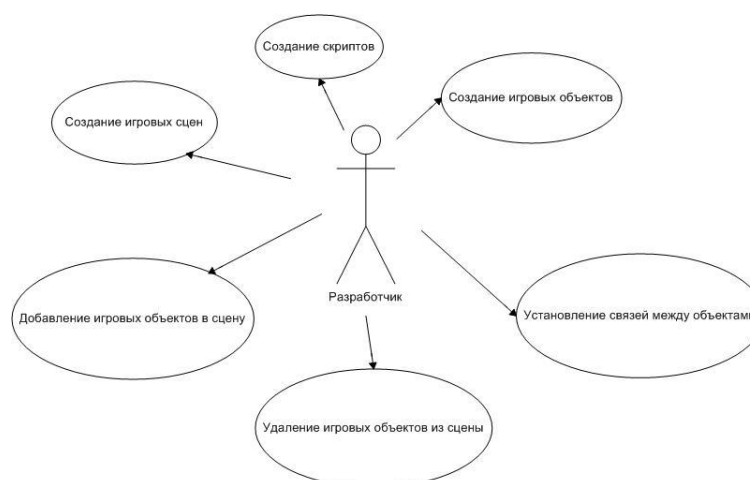 Создание скриптов
Создание игровых объектов
Создание игровых сцен
Разработчик
Добавление игровых объектов в сцену
Установление связей между объектами
Удаление игровых объектов из сцены